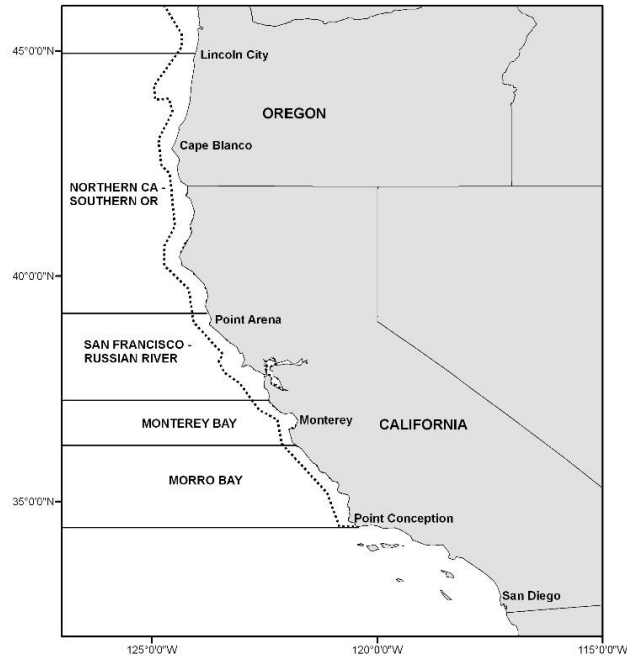 45°0'0"N
Lincoln City
OREGON
Cape Blanco
NORTHERN CA -
SOUTHERN OR
40°0'0"N
Point Arena
SAN FRANCISCO -
RUSSIAN RIVER
MONTEREY BAY
Monterey
CALIFORNIA
MORRO BAY
35°0'0"N
Point Conception
San Diego
125°0'0"W
120°0'0"W
115°0'0"W